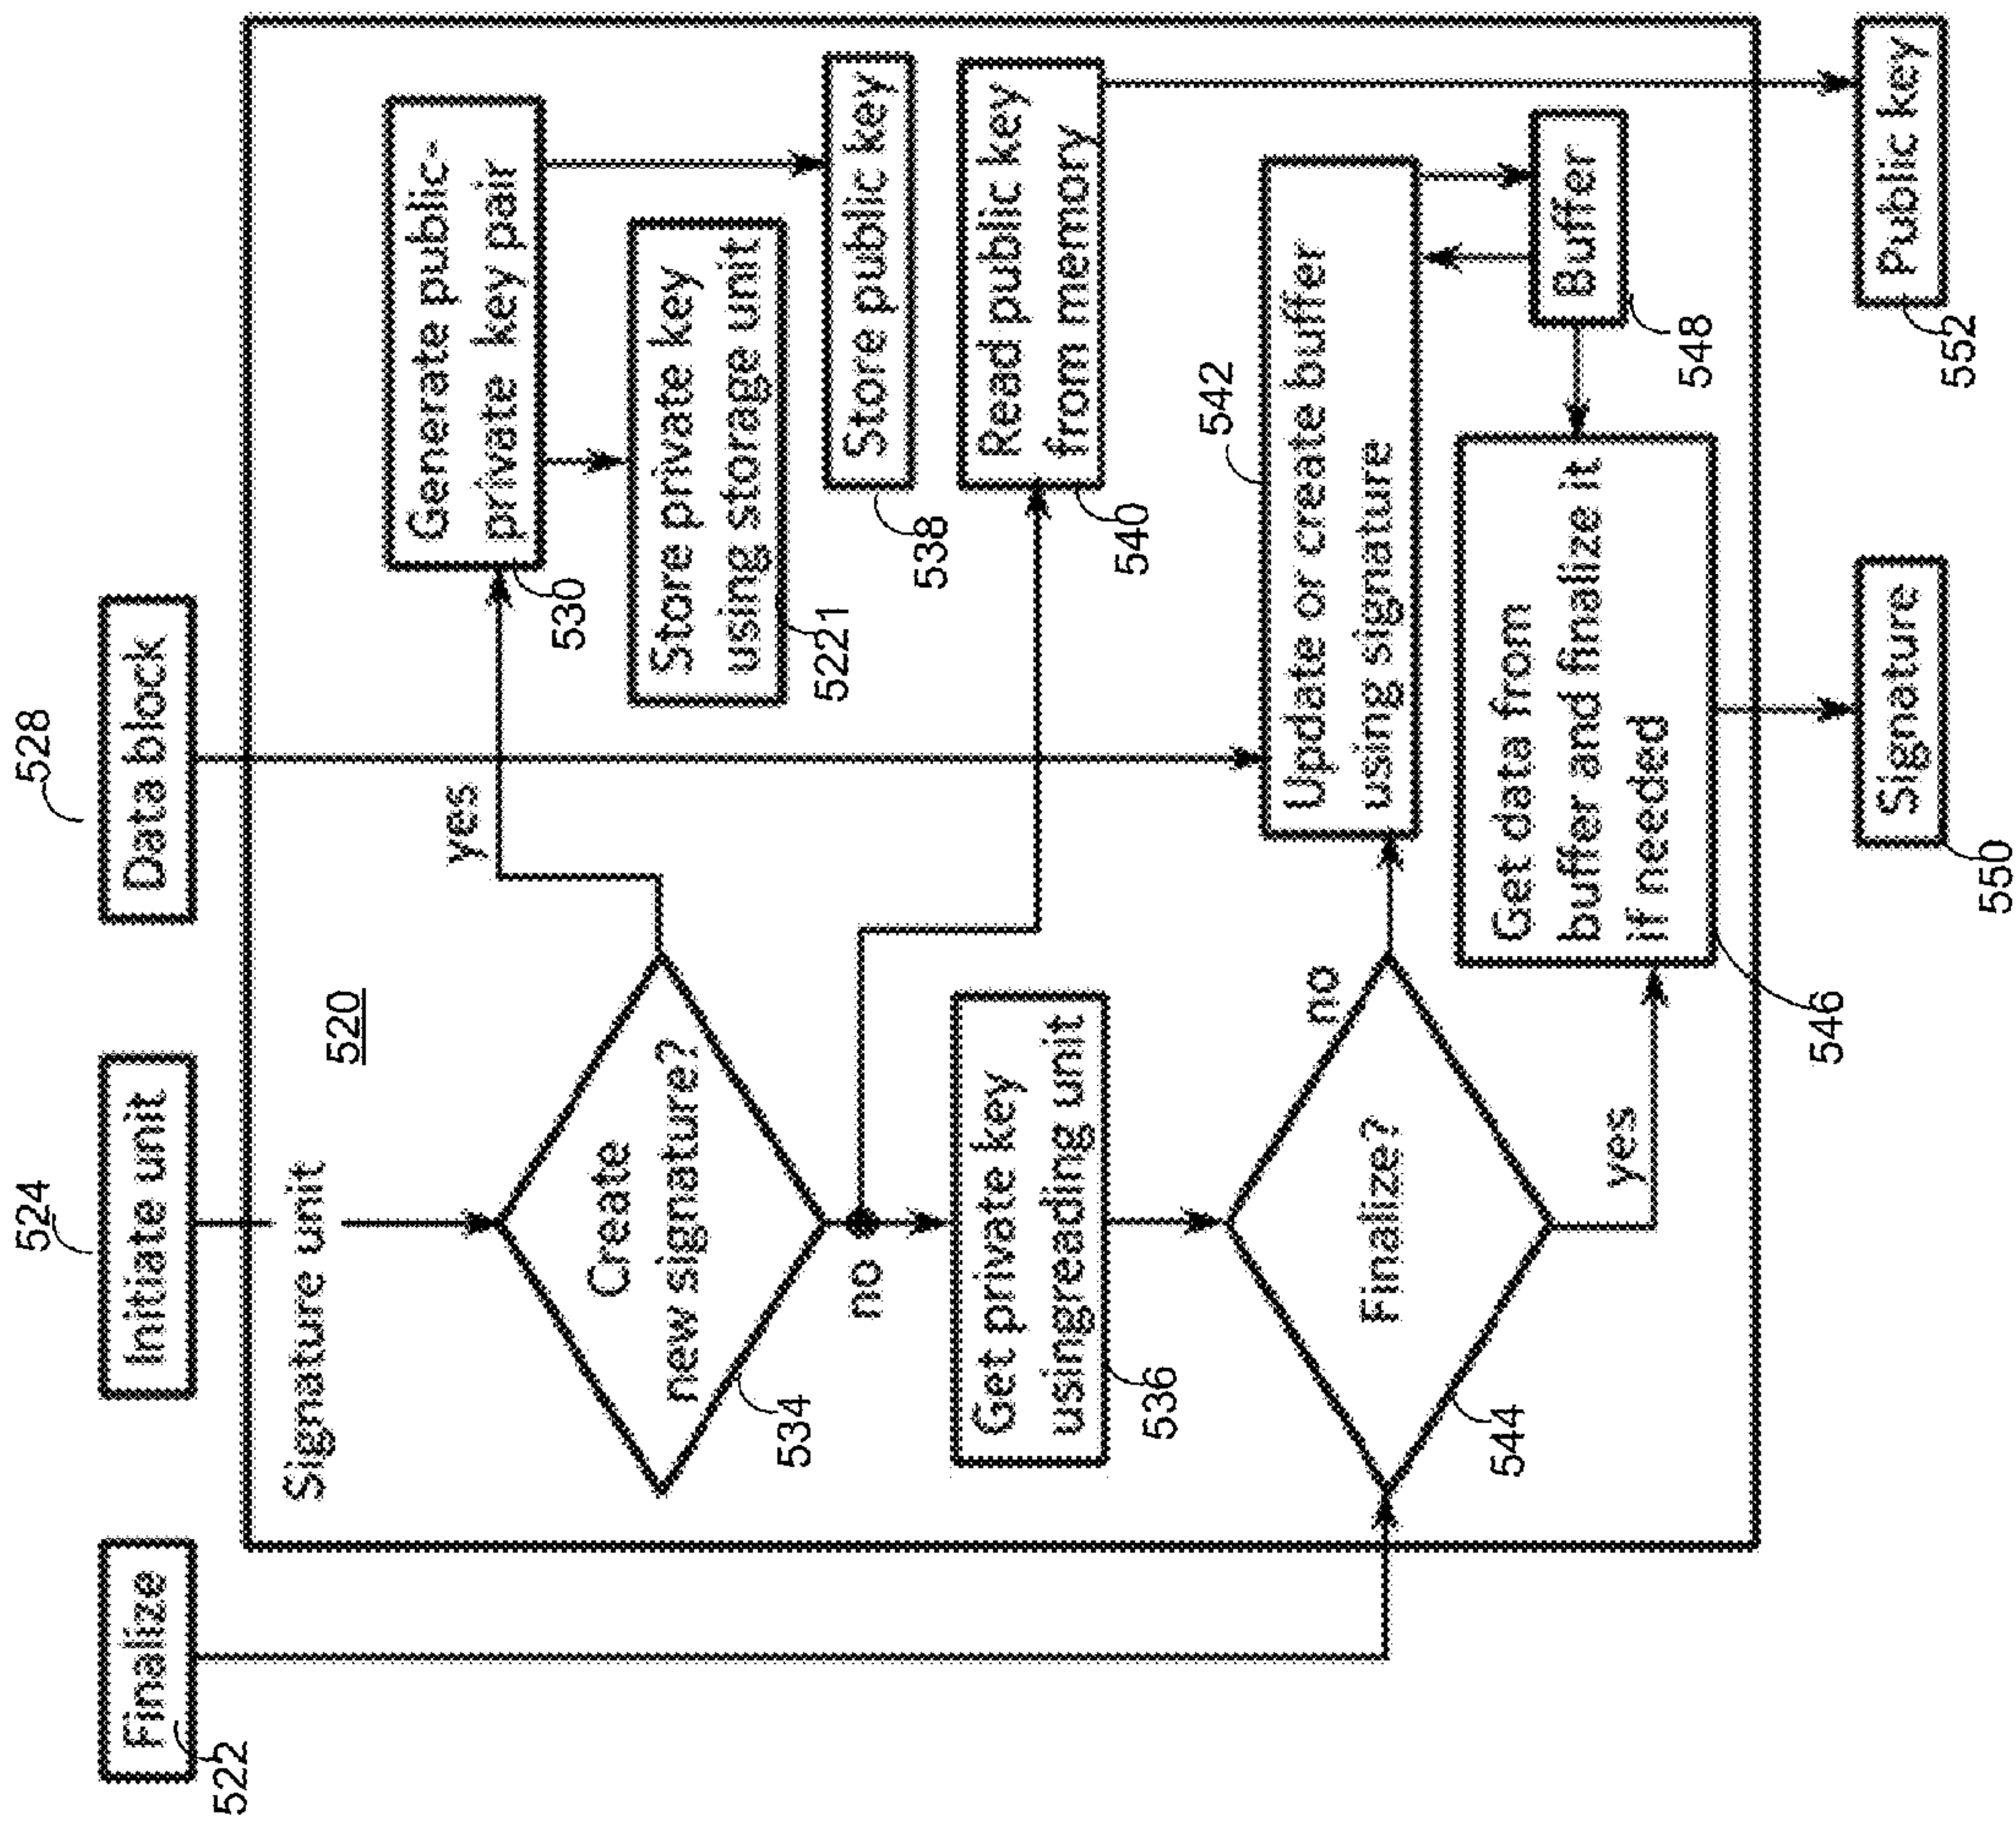 522
Finalize
524
Initiate unit
528
Data block
Signature unit
520
Create
new signature?
534
yes
no
Generate public-
private key pair
530
Store private key
using storage unit
5221
Store public key
538
Get private key
usingreading unit
536
Read public key
from memory
540
Finalize?
544
no
yes
Update or create buffer
using signature
542
Buffer
548
Get data from
buffer and finalize it
if needed
546
Signature
550
Public key
552